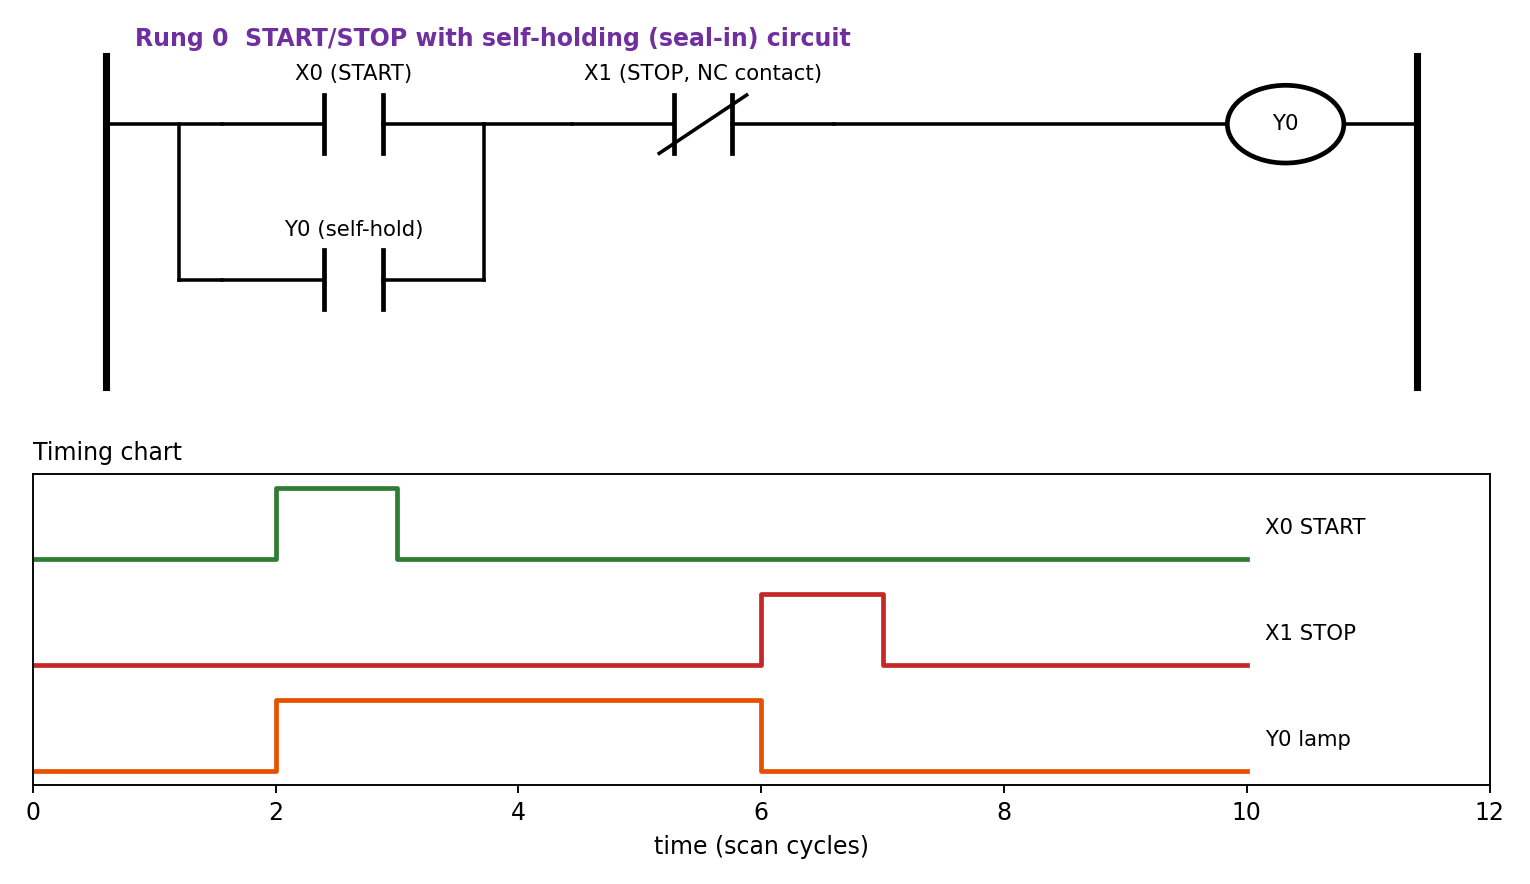 Rung 0  START/STOP with self-holding (seal-in) circuit
X0 (START)
X1 (STOP, NC contact)
Y0
Y0 (self-hold)
Timing chart
X0 START
X1 STOP
Y0 lamp
0 2 4 6 8 10 12
time (scan cycles)